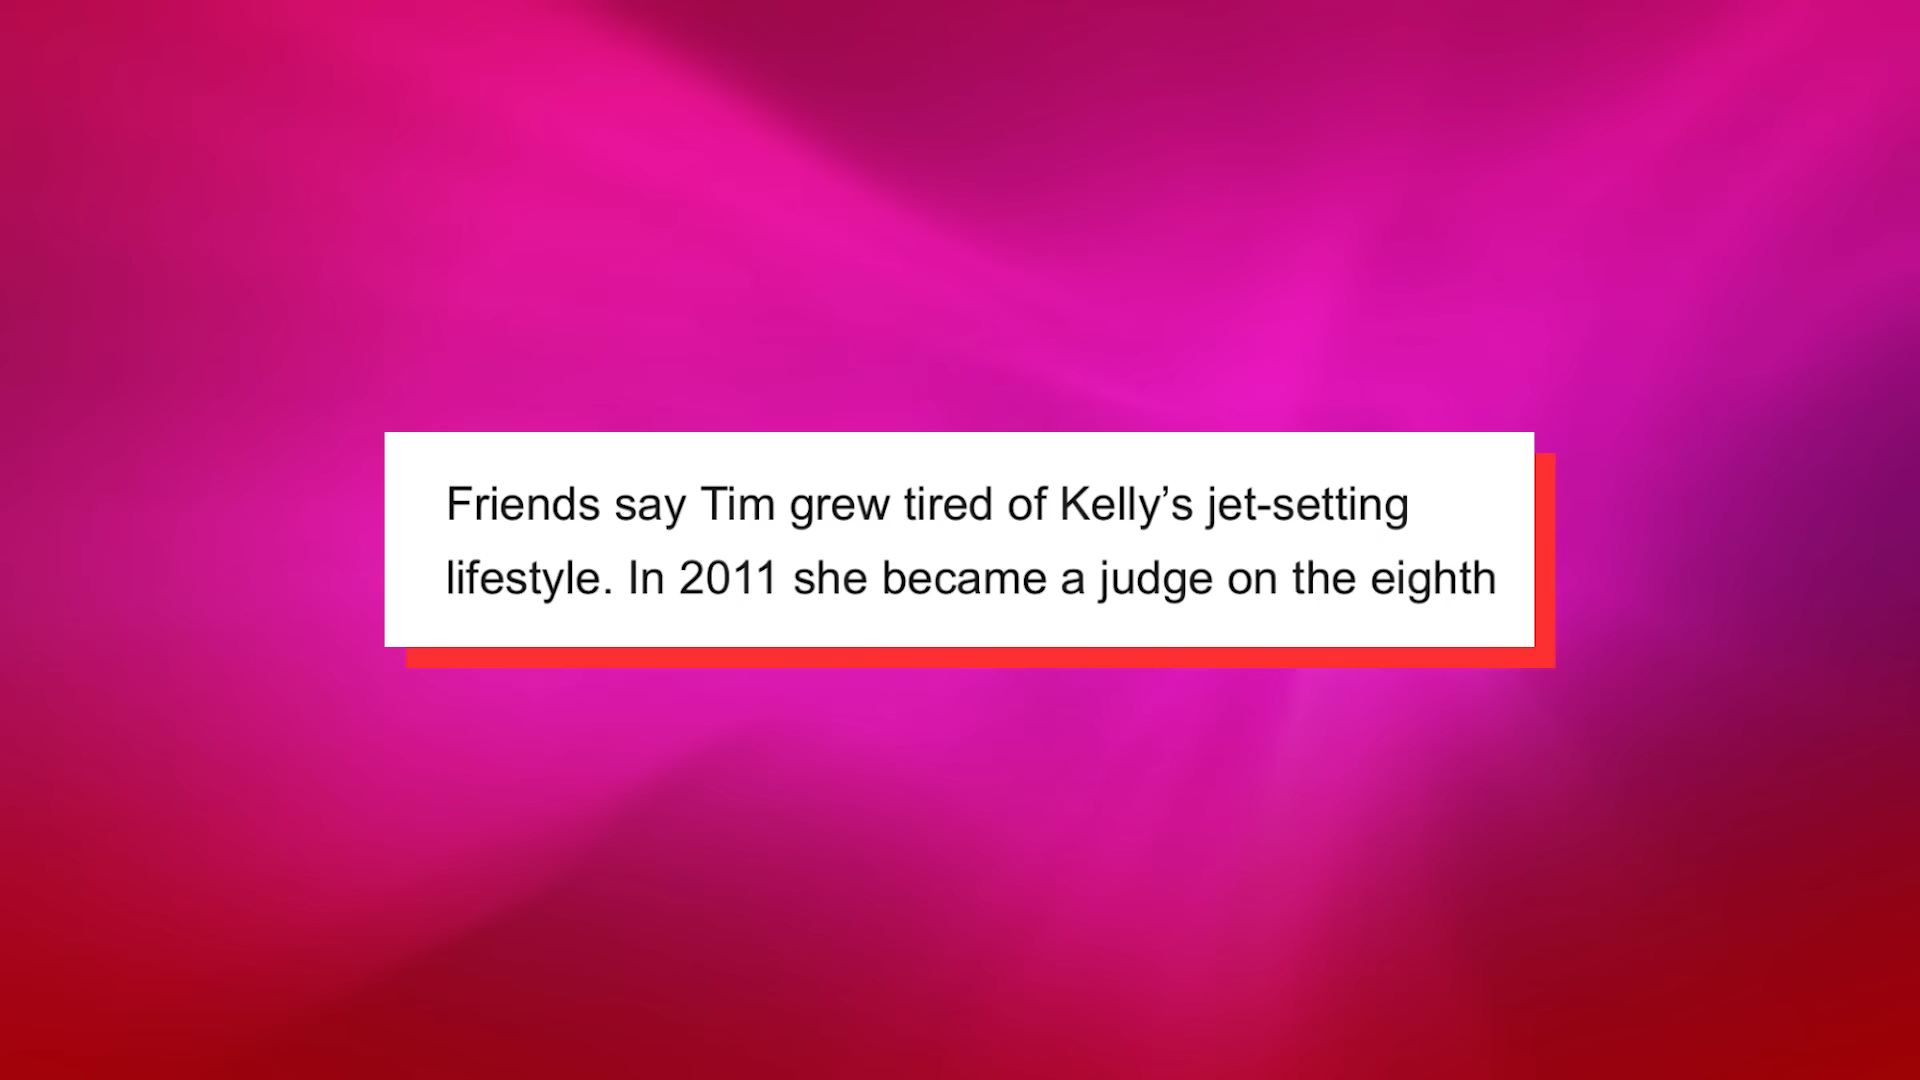 Friends say Tim grew tired of Kelly’s jet-setting
lifestyle. In 2011 she became a judge on the eighth